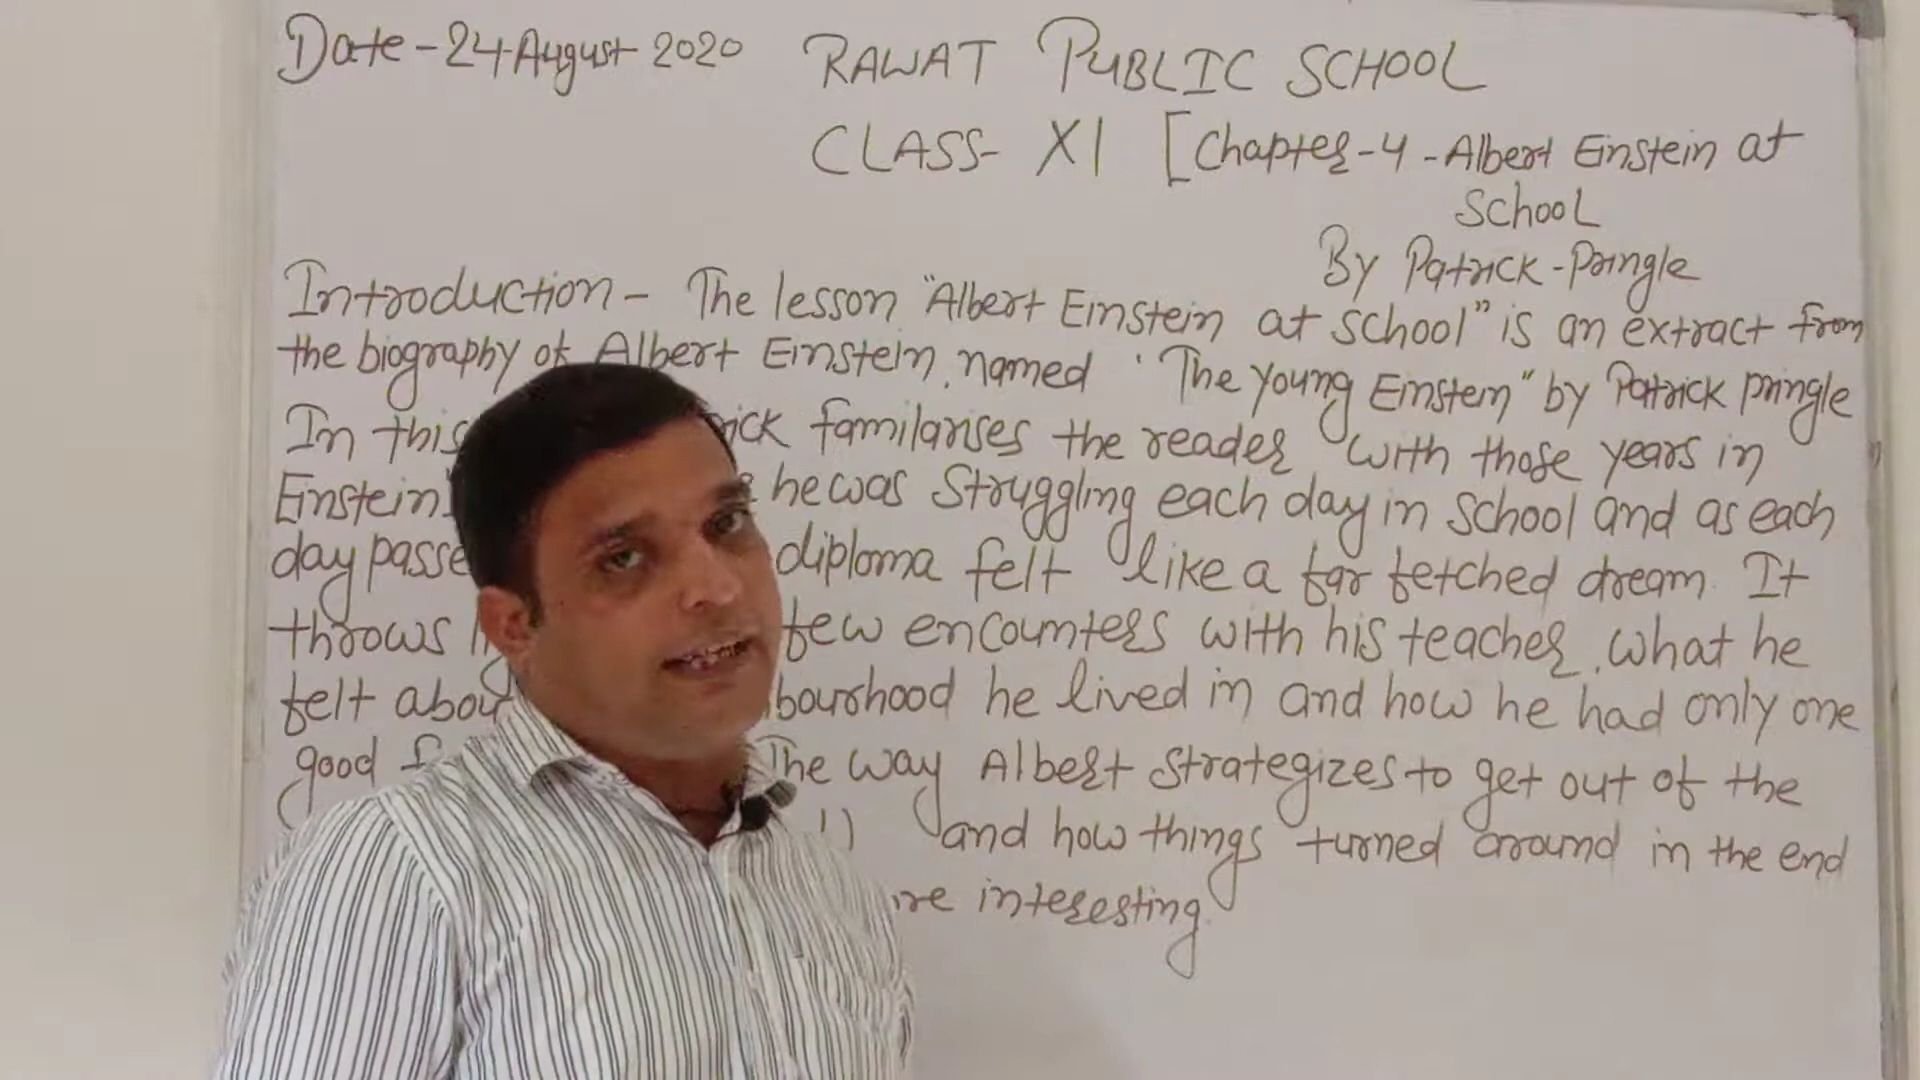 Date - 24 August 2020 RAWAT PUBLIC SCHOOL
CLASS- XI [Chapter-4 - Albert Einstein at
School
By Patrick - Pringle
Introduction - The lesson "Albert Einstein at school" is an extract from
the biography of Albert Einstein, named 'The young Einstein" by Patrick pringle
In this familarises the reader with those years in
Einstein he was Struggling each day in school and as each
day diploma felt like a far fetched dream. It
throws few encounters with his teacher, what he
felt he lived in and how he had only one
good The way Albert Strategizes to get out of the
and how things turned around in the end
interesting